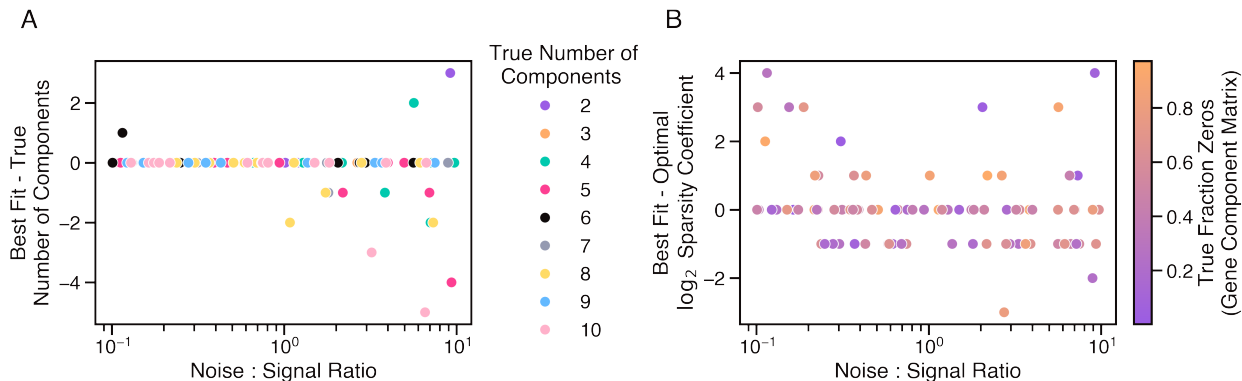 A
Best Fit - True
Number of Components
2
0
−2
−4
10⁻¹
10⁰
10¹
Noise : Signal Ratio
True Number of
Components
2
3
4
5
6
7
8
9
10
B
Best Fit - Optimal
log₂ Sparsity Coefficient
4
2
0
−2
10⁻¹
10⁰
10¹
Noise : Signal Ratio
0.8
0.6
0.4
0.2
True Fraction Zeros
(Gene Component Matrix)